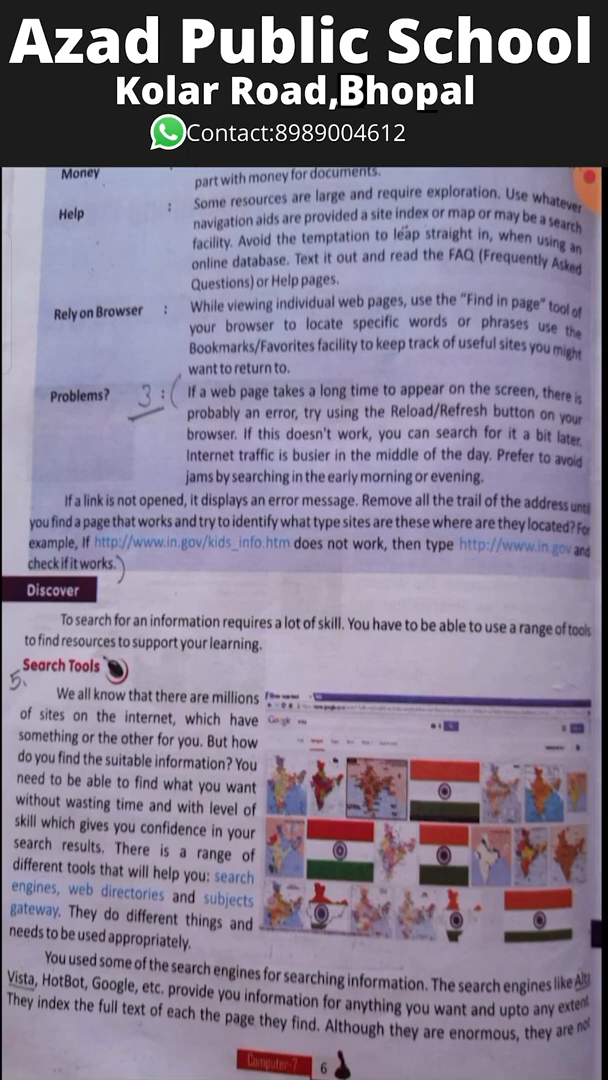 Azad Public School
Kolar Road,Bhopal
Contact:8989004612
Money
part with money for documents.
Help : Some resources are large and require exploration. Use whatever
navigation aids are provided a site index or map or may be a search
facility. Avoid the temptation to leap straight in, when using an
online database. Text it out and read the FAQ (Frequently Asked
Questions) or Help pages.
Rely on Browser : While viewing individual web pages, use the "Find in page" tool of
your browser to locate specific words or phrases use the
Bookmarks/Favorites facility to keep track of useful sites you might
want to return to.
Problems? 3 : ( If a web page takes a long time to appear on the screen, there is
probably an error, try using the Reload/Refresh button on your
browser. If this doesn't work, you can search for it a bit later.
Internet traffic is busier in the middle of the day. Prefer to avoid
jams by searching in the early morning or evening.
If a link is not opened, it displays an error message. Remove all the trail of the address until
you find a page that works and try to identify what type sites are these where are they located? For
example, If http://www.in.gov/kids_info.htm does not work, then type http://www.in.gov and
check if it works.)
Discover
To search for an information requires a lot of skill. You have to be able to use a range of tools
to find resources to support your learning.
Search Tools
5.
We all know that there are millions
of sites on the internet, which have
something or the other for you. But how
do you find the suitable information? You
need to be able to find what you want
without wasting time and with level of
skill which gives you confidence in your
search results. There is a range of
different tools that will help you: search
engines, web directories and subjects
gateway. They do different things and
needs to be used appropriately.
Google
You used some of the search engines for searching information. The search engines like Alta
Vista, HotBot, Google, etc. provide you information for anything you want and upto any extent.
They index the full text of each the page they find. Although they are enormous, they are not
Computer-7 6